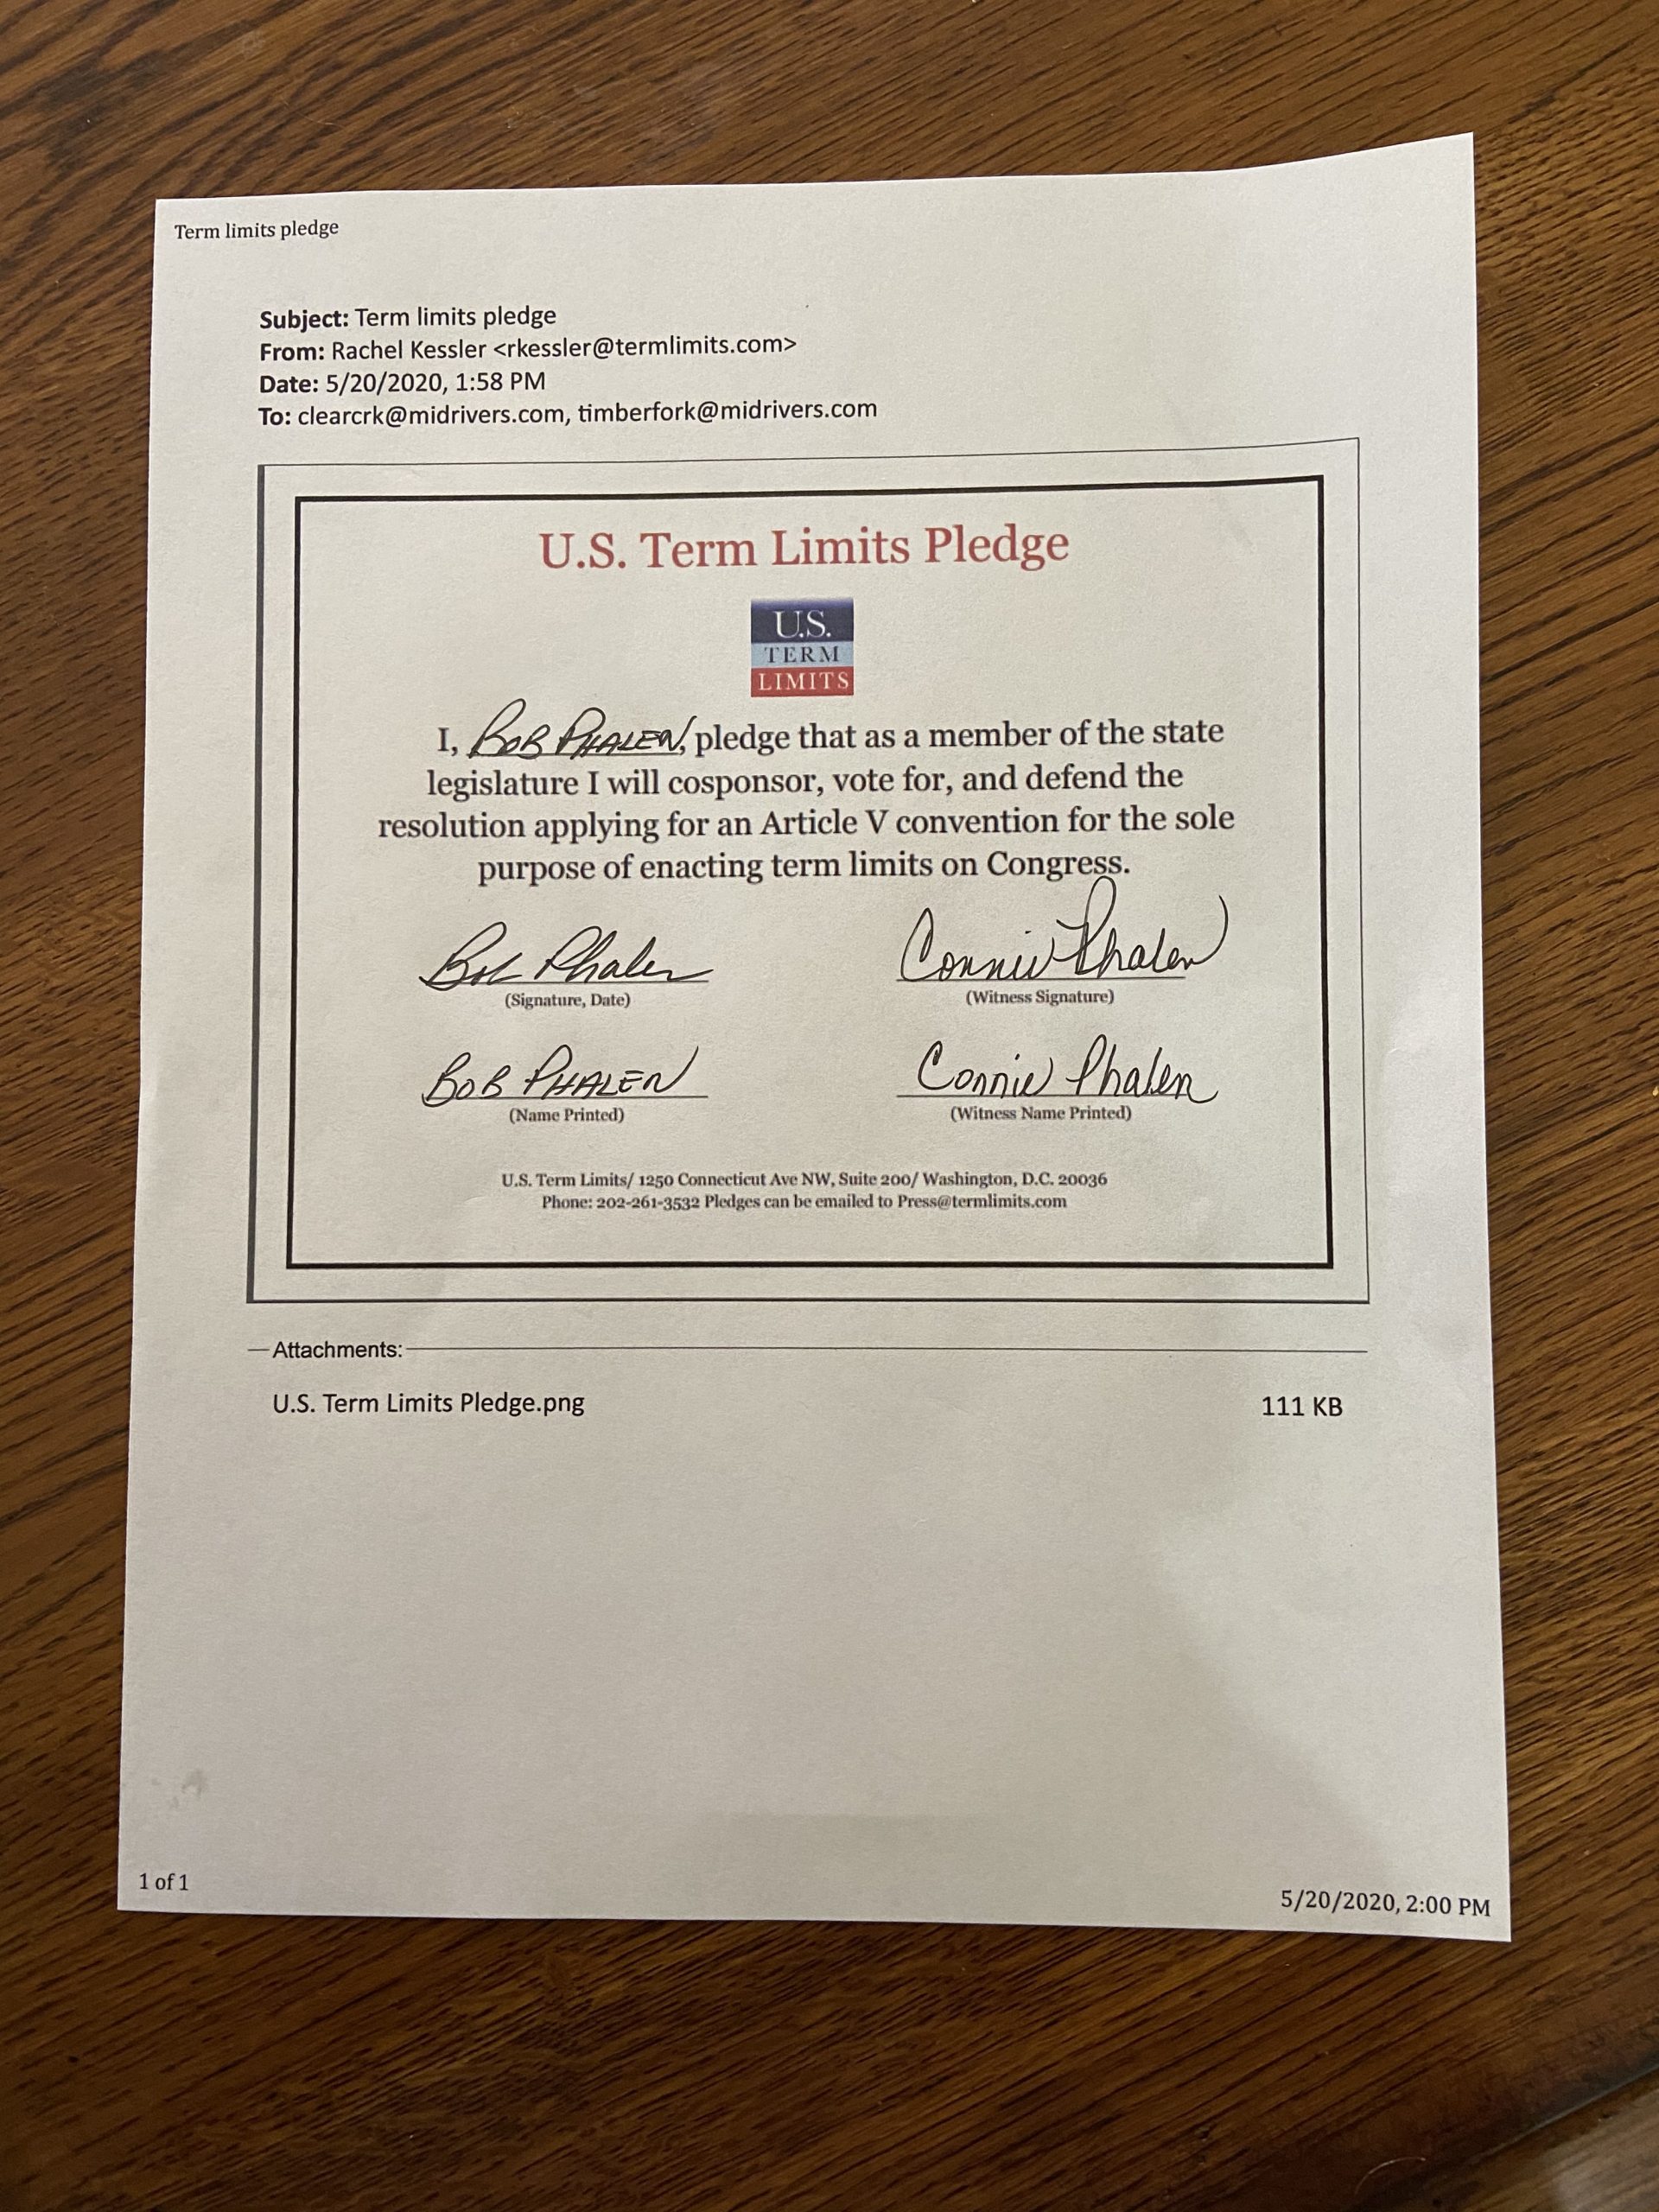 Term limits pledge
Subject: Term limits pledge
From: Rachel Kessler <rkessler@termlimits.com>
Date: 5/20/2020, 1:58 PM
To: clearcrk@midrivers.com, timberfork@midrivers.com
U.S. Term Limits Pledge
U.S.
TERM
LIMITS
I, BOB PHALEN, pledge that as a member of the state
legislature I will cosponsor, vote for, and defend the
resolution applying for an Article V convention for the sole
purpose of enacting term limits on Congress.
Bob Phalen Connie Phalen
(Signature, Date) (Witness Signature)
BOB PHALEN Connie Phalen
(Name Printed) (Witness Name Printed)
U.S. Term Limits/ 1250 Connecticut Ave NW, Suite 200/ Washington, D.C. 20036
Phone: 202-261-3532 Pledges can be emailed to Press@termlimits.com
Attachments:
U.S. Term Limits Pledge.png 111 KB
1 of 1 5/20/2020, 2:00 PM